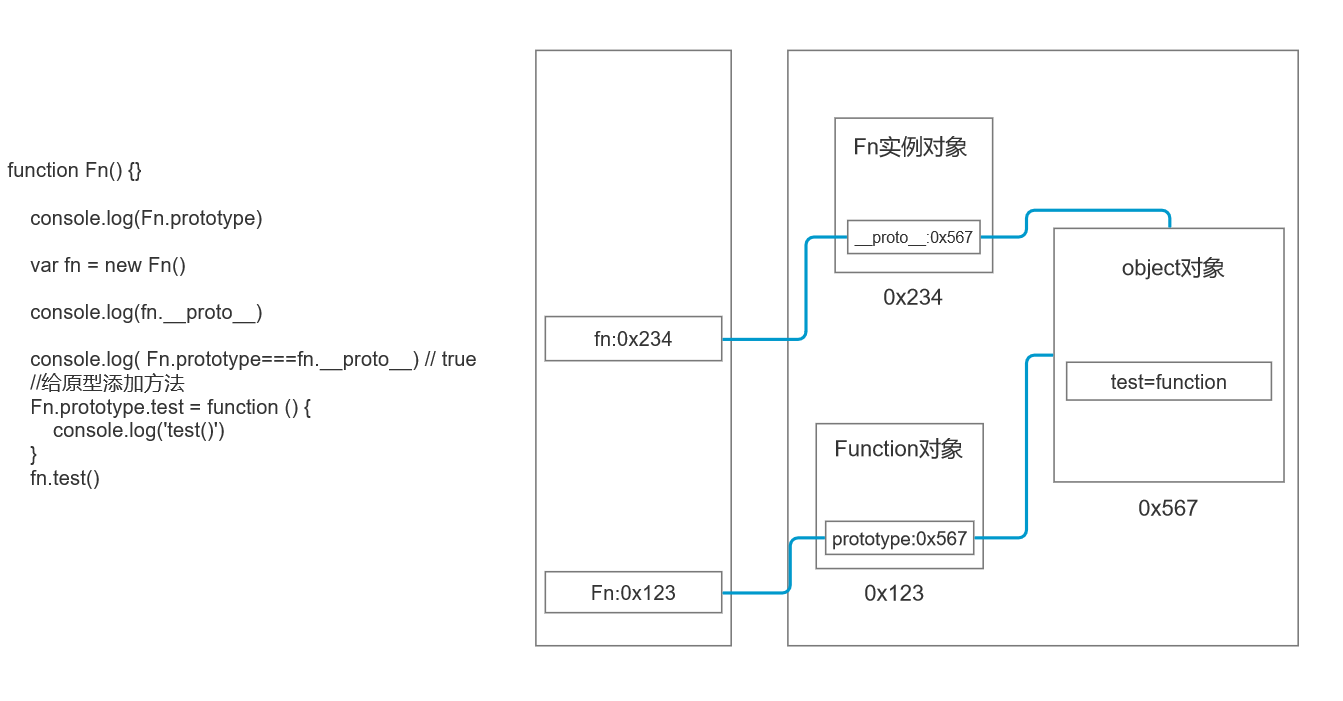 function Fn() {}
console.log(Fn.prototype)
var fn = new Fn()
console.log(fn.__proto__)
console.log( Fn.prototype===fn.__proto__) // true
//给原型添加方法
Fn.prototype.test = function () {
console.log('test()')
}
fn.test()
fn:0x234
Fn:0x123
Fn实例对象
__proto__:0x567
0x234
Function对象
prototype:0x567
0x123
object对象
test=function
0x567